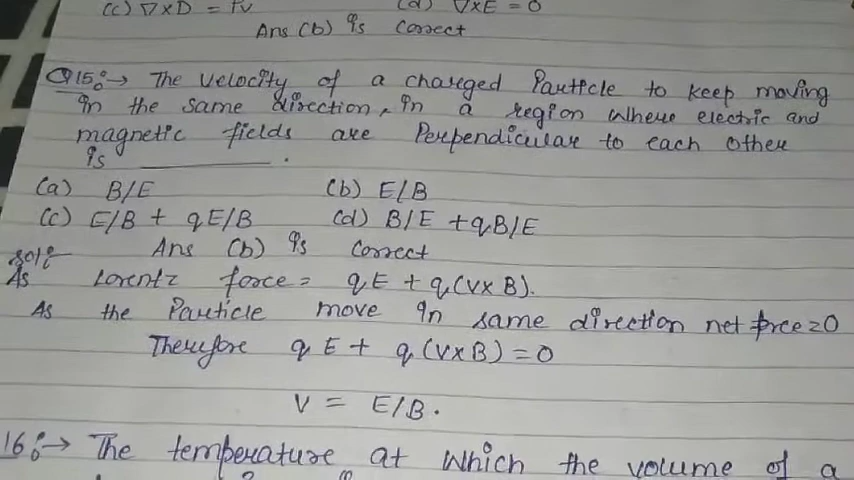 (c) ∇×D = ρv (d) ∇×E = 0
Ans (b) is correct
Q15:→ The velocity of a charged Particle to keep moving
in the same direction, in a region where electric and
magnetic fields are Perpendicular to each other
is ________.
(a) B/E (b) E/B
(c) E/B + qE/B (d) B/E + qB/E
Ans (b) is correct
Sol:-
As Lorentz force = qE + q(V×B).
As the Particle move in same direction net force = 0
Therefore qE + q(V×B) = 0
V = E/B.
16:→ The temperature at which the volume of a